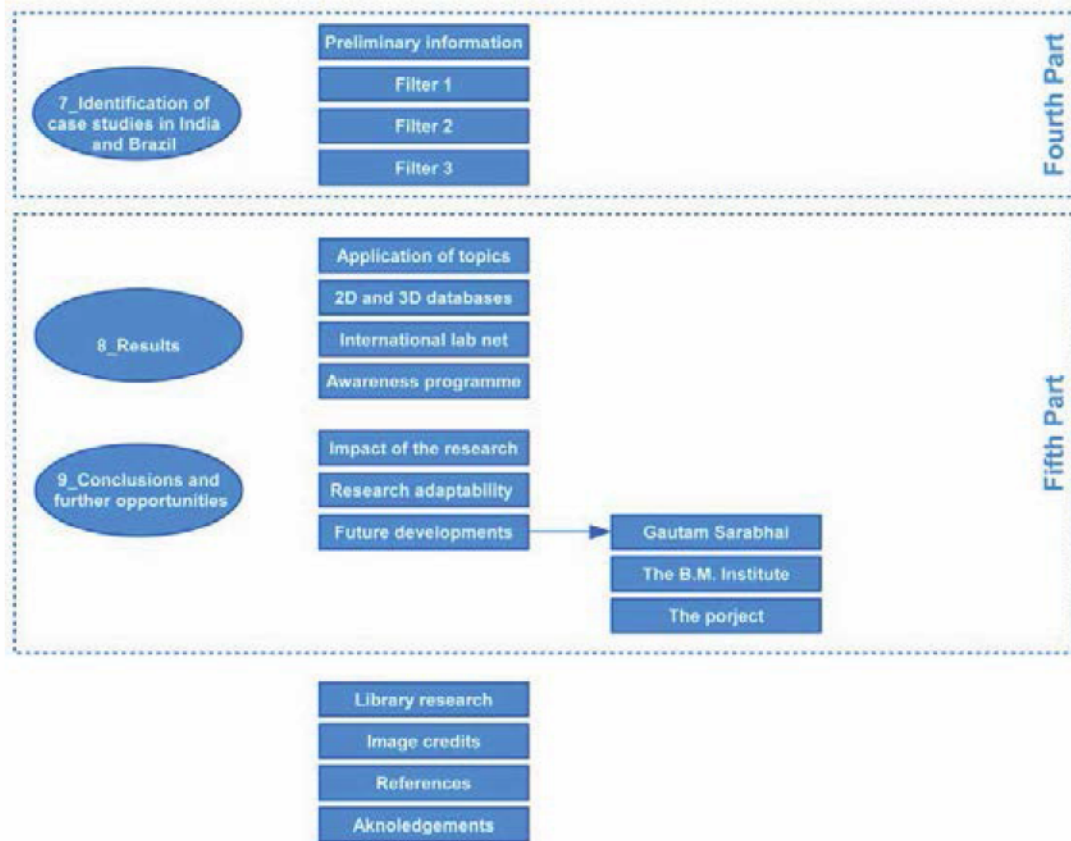 Preliminary information
7_Identification of
case studies in India
and Brazil
Filter 1
Filter 2
Filter 3
Fourth Part
Application of topics
8_Results
2D and 3D databases
International lab net
Awareness programme
9_Conclusions and
further opportunities
Impact of the research
Research adaptability
Future developments
Gautam Sarabhai
The B.M. Institute
The porject
Fifth Part
Library research
Image credits
References
Aknoledgements